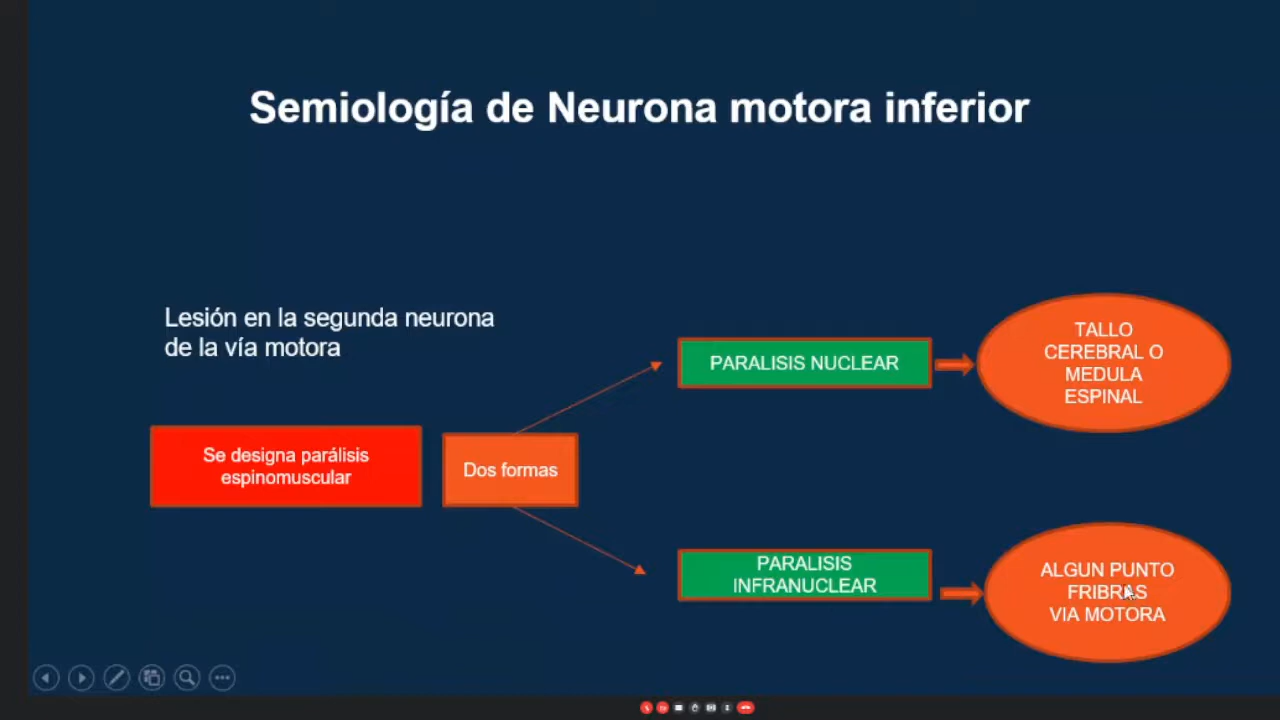 Semiología de Neurona motora inferior
Lesión en la segunda neurona
de la vía motora
Se designa parálisis
espinomuscular
Dos formas
PARALISIS NUCLEAR
TALLO
CEREBRAL O
MEDULA
ESPINAL
PARALISIS
INFRANUCLEAR
ALGUN PUNTO
FRIBRAS
VIA MOTORA